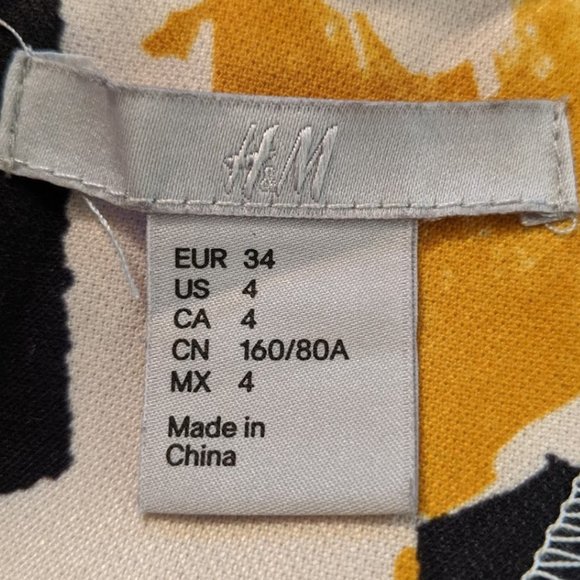 H&M
EUR 34
US 4
CA 4
CN 160/80A
MX 4
Made in
China